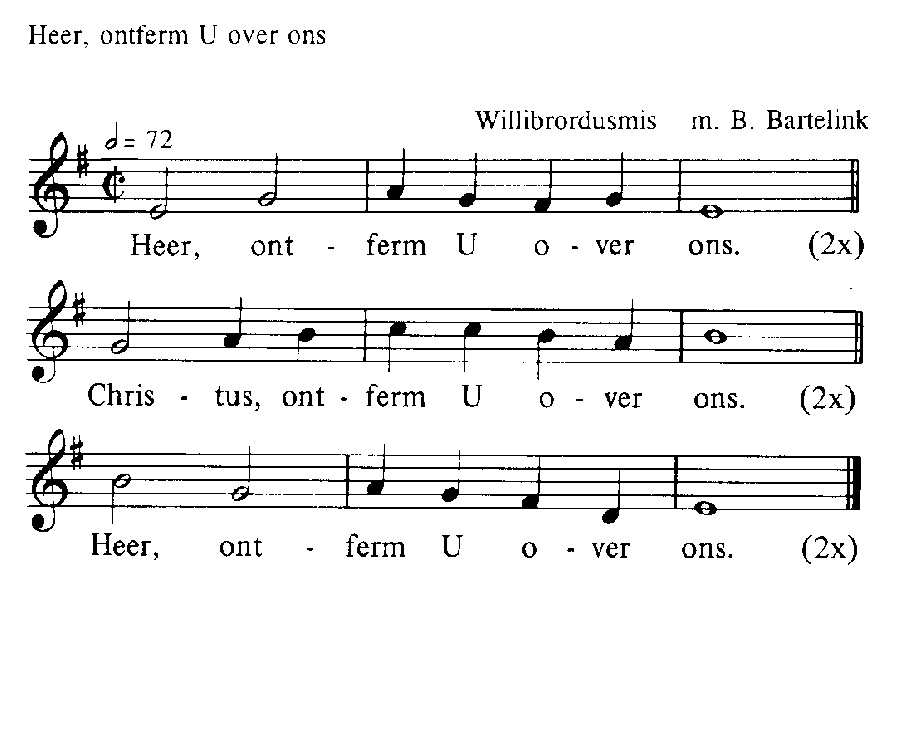 Heer, ontferm U over ons
Willibrordusmis m. B. Bartelink
= 72
Heer, ont - ferm U o - ver ons. (2x)
Chris - tus, ont - ferm U o - ver ons. (2x)
Heer, ont - ferm U o - ver ons. (2x)